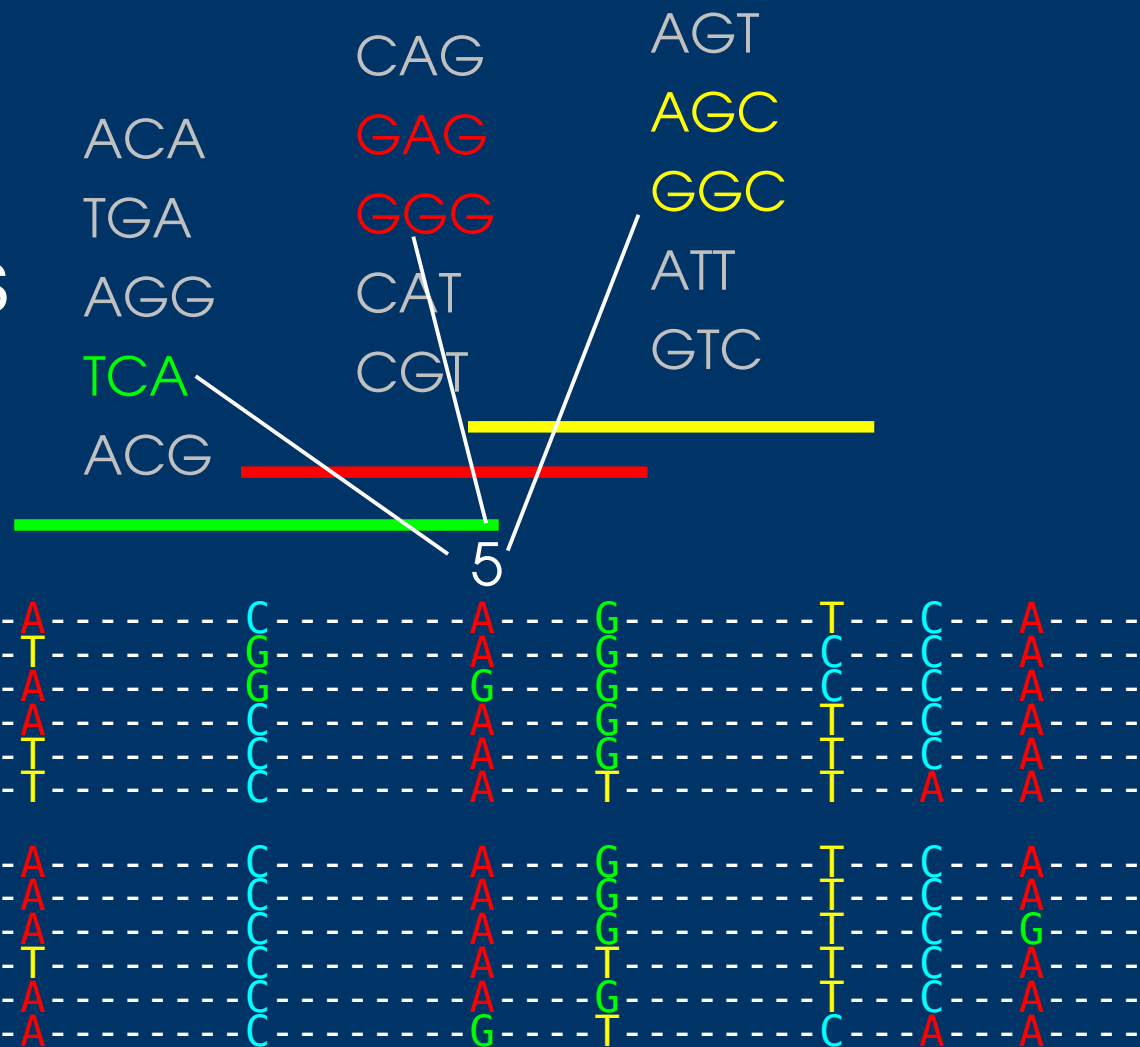 ACA
TGA
AGG
TCA
ACG
CAG
GAG
GGG
CAT
CGT
AGT
AGC
GGC
ATT
GTC
s
5
-A--------C--------A----G--------T---C---A----
-T--------G--------A----G--------C---C---A----
-A--------G--------G----G--------C---C---A----
-A--------C--------A----G--------T---C---A----
-T--------C--------A----G--------T---C---A----
-T--------C--------A----T--------T---A---A----
-A--------C--------A----G--------T---C---A----
-A--------C--------A----G--------T---C---A----
-A--------C--------A----G--------T---C---G----
-T--------C--------A----T--------T---C---A----
-A--------C--------A----G--------T---C---A----
-A--------C--------G----T--------C---A---A----